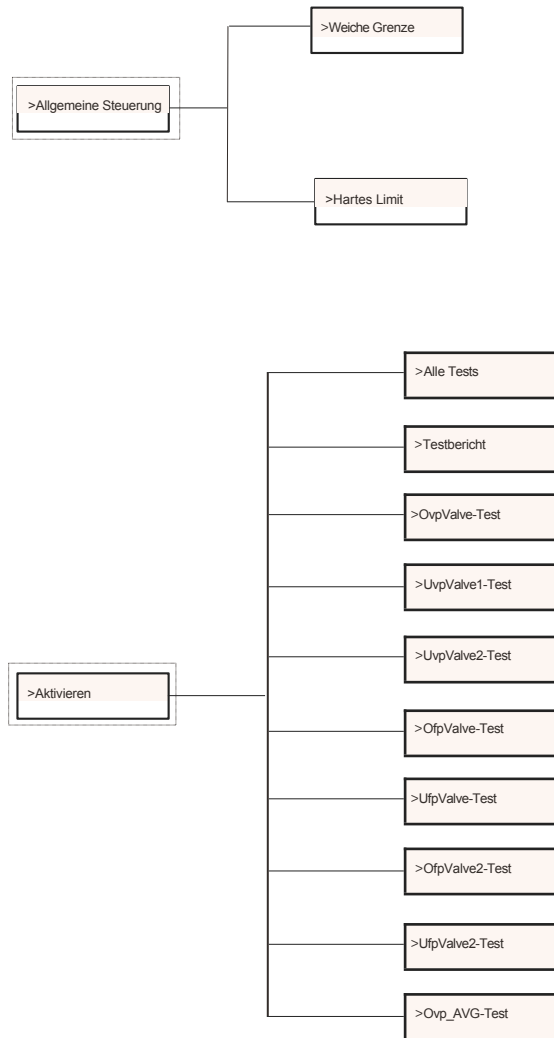 >Weiche Grenze
>Allgemeine Steuerung
>Hartes Limit
>Alle Tests
>Testbericht
>OvpValve-Test
>UvpValve1-Test
>UvpValve2-Test
>Aktivieren
>OfpValve-Test
>UfpValve-Test
>OfpValve2-Test
>UfpValve2-Test
>Ovp_AVG-Test